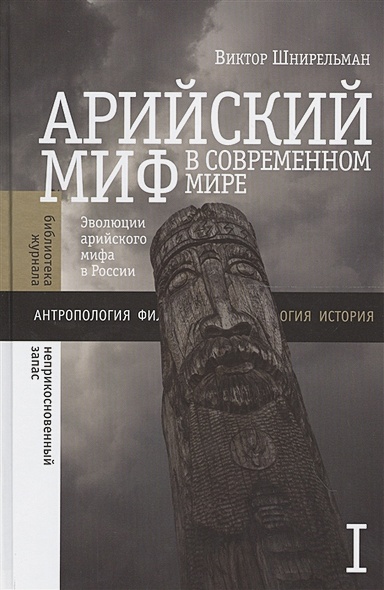 Виктор Шнирельман
АРИЙСКИЙ
МИФ В СОВРЕМЕННОМ
МИРЕ
Эволюции
арийского
мифа
в России
библиотека
журнала
АНТРОПОЛОГИЯ ФИЛ ОГИЯ ИСТОРИЯ
неприкосновенный
запас
I